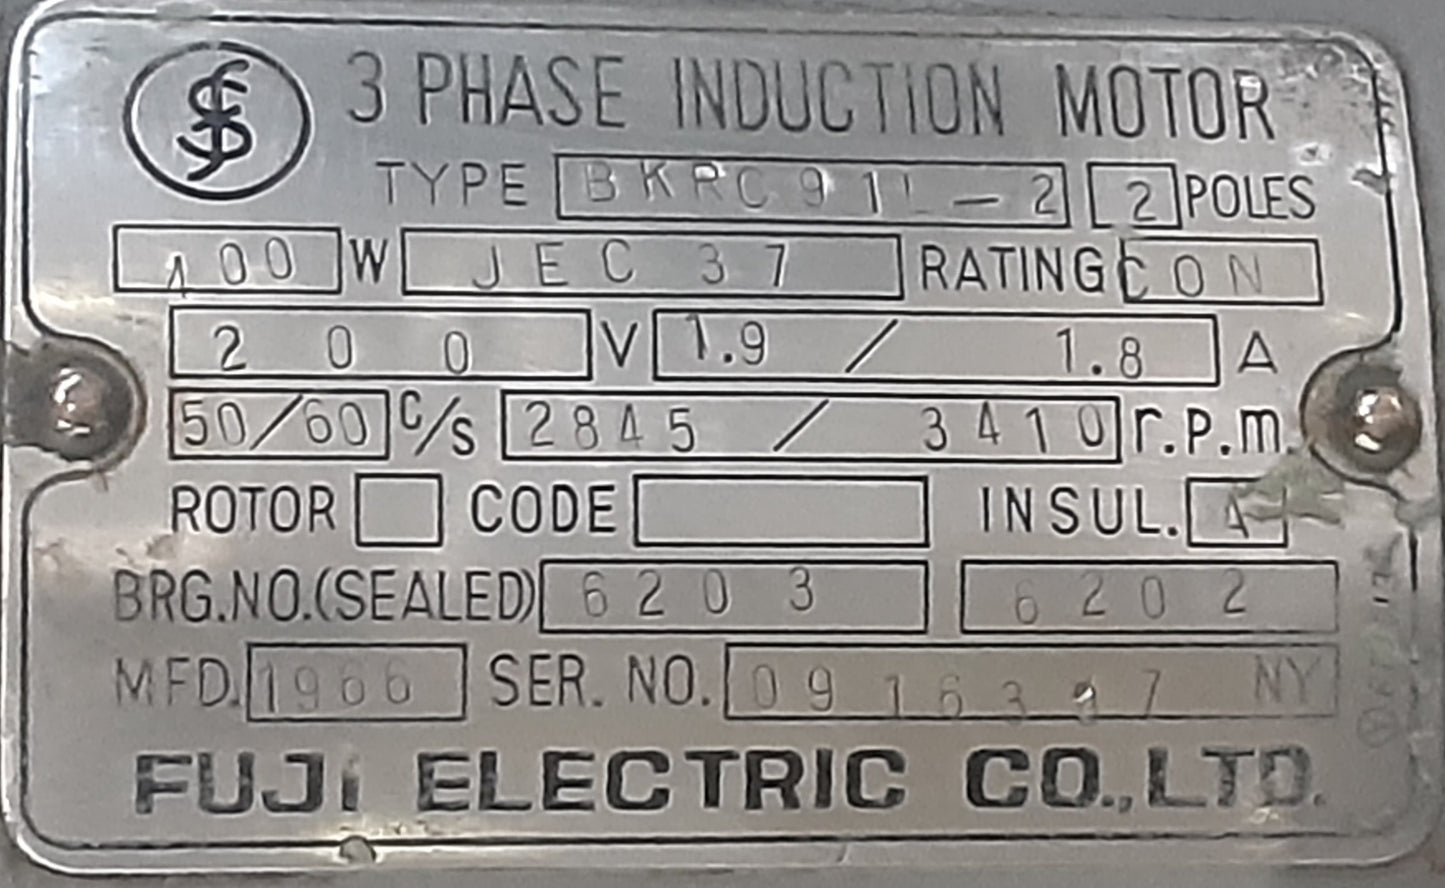 3 PHASE INDUCTION MOTOR
TYPE BKRC91L-2 2 POLES
400 W JEC 37 RATING CON
200 V 1.9 / 1.8 A
50/60 C/S 2845 / 3410 r.p.m.
ROTOR CODE INSUL. A
BRG.NO.(SEALED) 6203 6202
MFD. 1966 SER. NO. NY
FUJI ELECTRIC CO.,LTD.